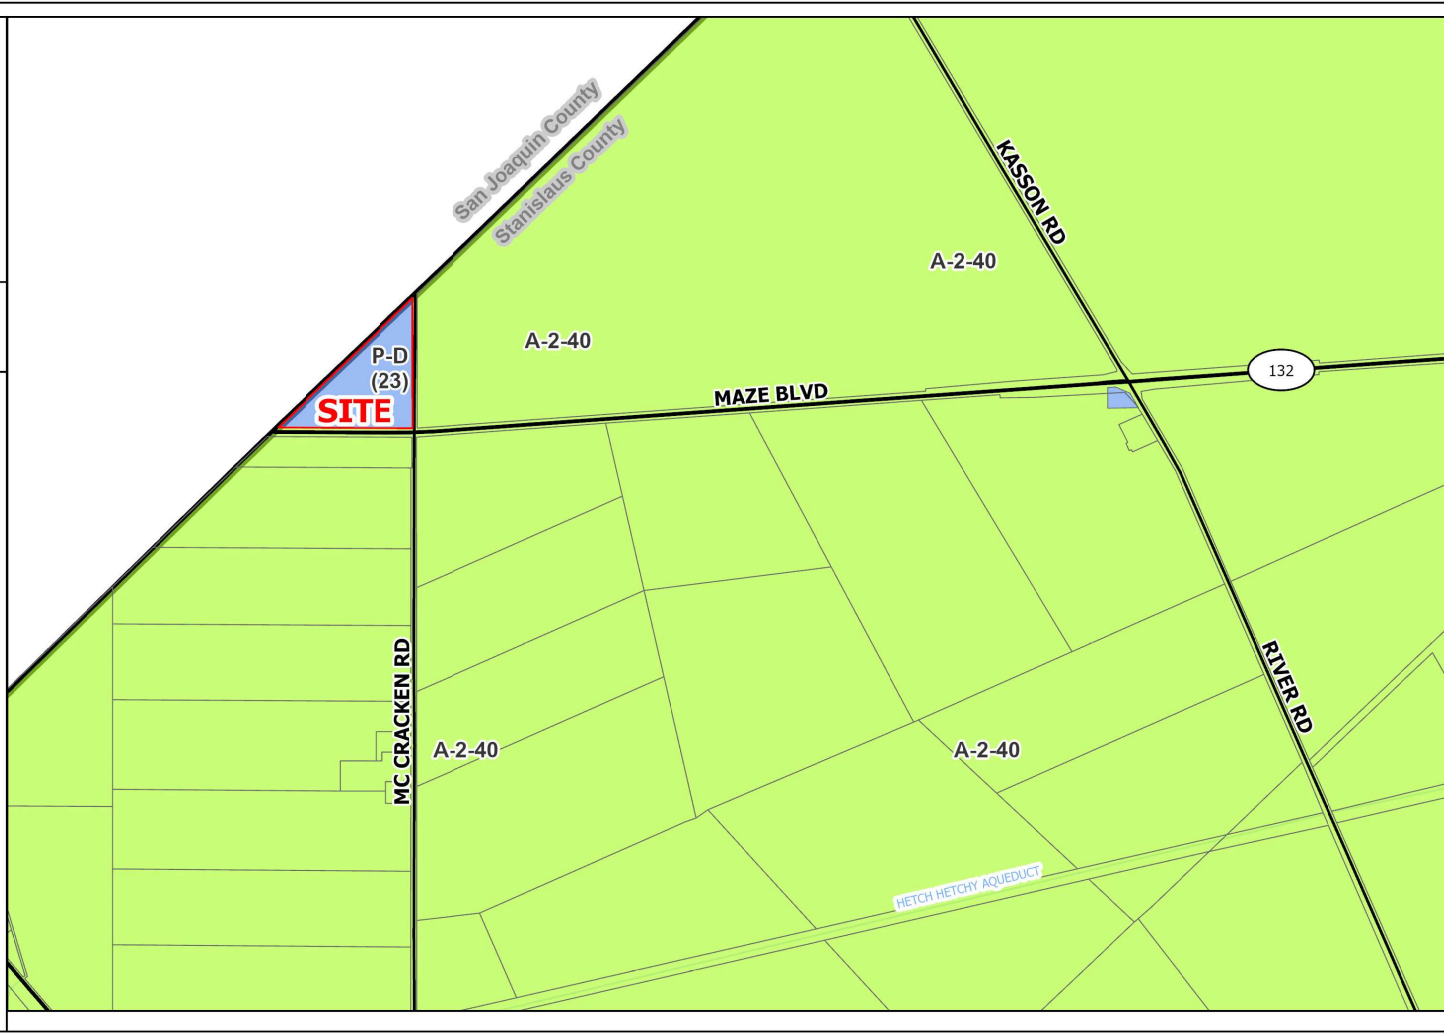 San Joaquin County
Stanislaus County
KASSON RD
A-2-40
A-2-40
P-D
(23)
SITE
MAZE BLVD
132
MC CRACKEN RD
RIVER RD
A-2-40
A-2-40
HETCH HETCHY AQUEDUCT